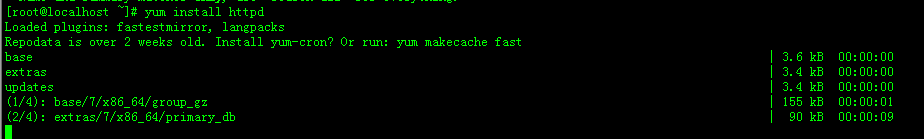 [root@localhost ~]# yum install httpd
Loaded plugins: fastestmirror, langpacks
Repodata is over 2 weeks old. Install yum-cron? Or run: yum makecache fast
base | 3.6 kB 00:00:00
extras | 3.4 kB 00:00:00
updates | 3.4 kB 00:00:00
(1/4): base/7/x86_64/group_gz | 155 kB 00:00:01
(2/4): extras/7/x86_64/primary_db | 90 kB 00:00:09